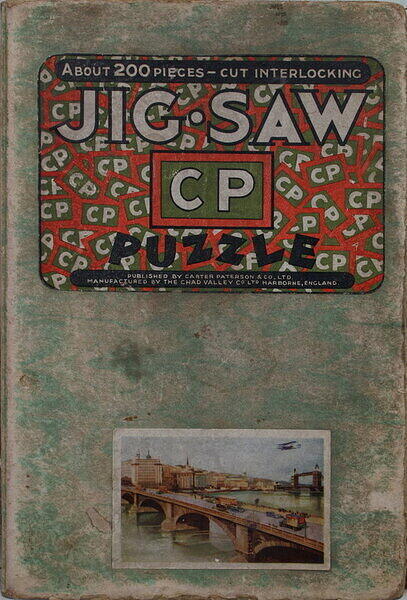 ABOUT 200 PIECES – CUT INTERLOCKING
JIG·SAW
CP
PUZZLE
PUBLISHED BY CARTER PATERSON & CO., LTD.
MANUFACTURED BY THE CHAD VALLEY CO LTD HARBORNE, ENGLAND.